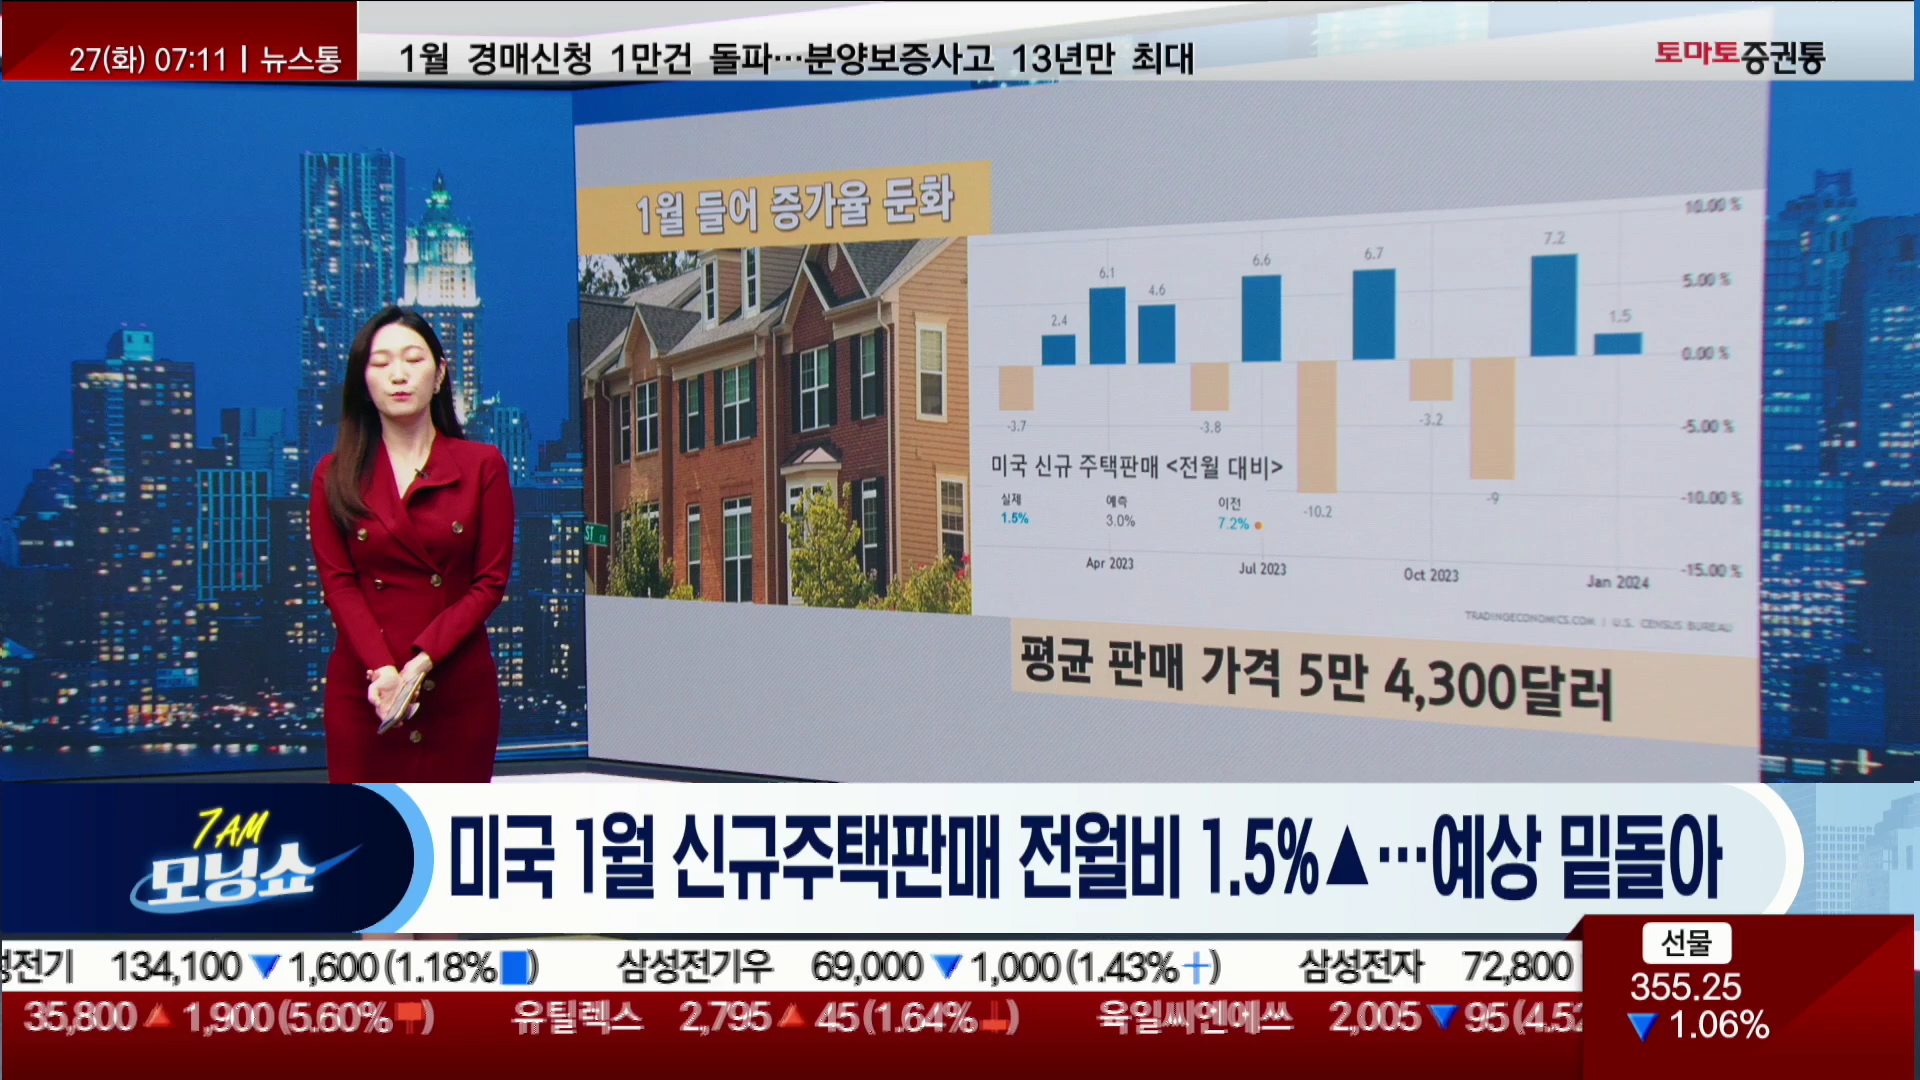 27(화) 07:11 | 뉴스통
1월 경매신청 1만건 돌파…분양보증사고 13년만 최대
토마토증권통
1월 들어 증가율 둔화
10.00 %
5.00 %
0.00 %
-5.00 %
-10.00 %
-15.00 %
-3.7
2.4
6.1
4.6
-3.8
6.6
-10.2
6.7
-3.2
-9
7.2
1.5
미국 신규 주택판매 <전월 대비>
실제 예측 이전
1.5% 3.0% 7.2%
Apr 2023 Jul 2023 Oct 2023 Jan 2024
TRADINGECONOMICS.COM | U.S. CENSUS BUREAU
ST
평균 판매 가격 5만 4,300달러
7AM
모닝쇼
미국 1월 신규주택판매 전월비 1.5%▲…예상 밑돌아
성전기 134,100 ▼ 1,600 (1.18%) 삼성전기우 69,000 ▼ 1,000 (1.43%) 삼성전자 72,800
35,800 ▲ 1,900 (5.60%) 유틸렉스 2,795 ▲ 45 (1.64%) 육일씨엔에쓰 2,005 ▼ 95 (4.52
선물
355.25
▼ 1.06%